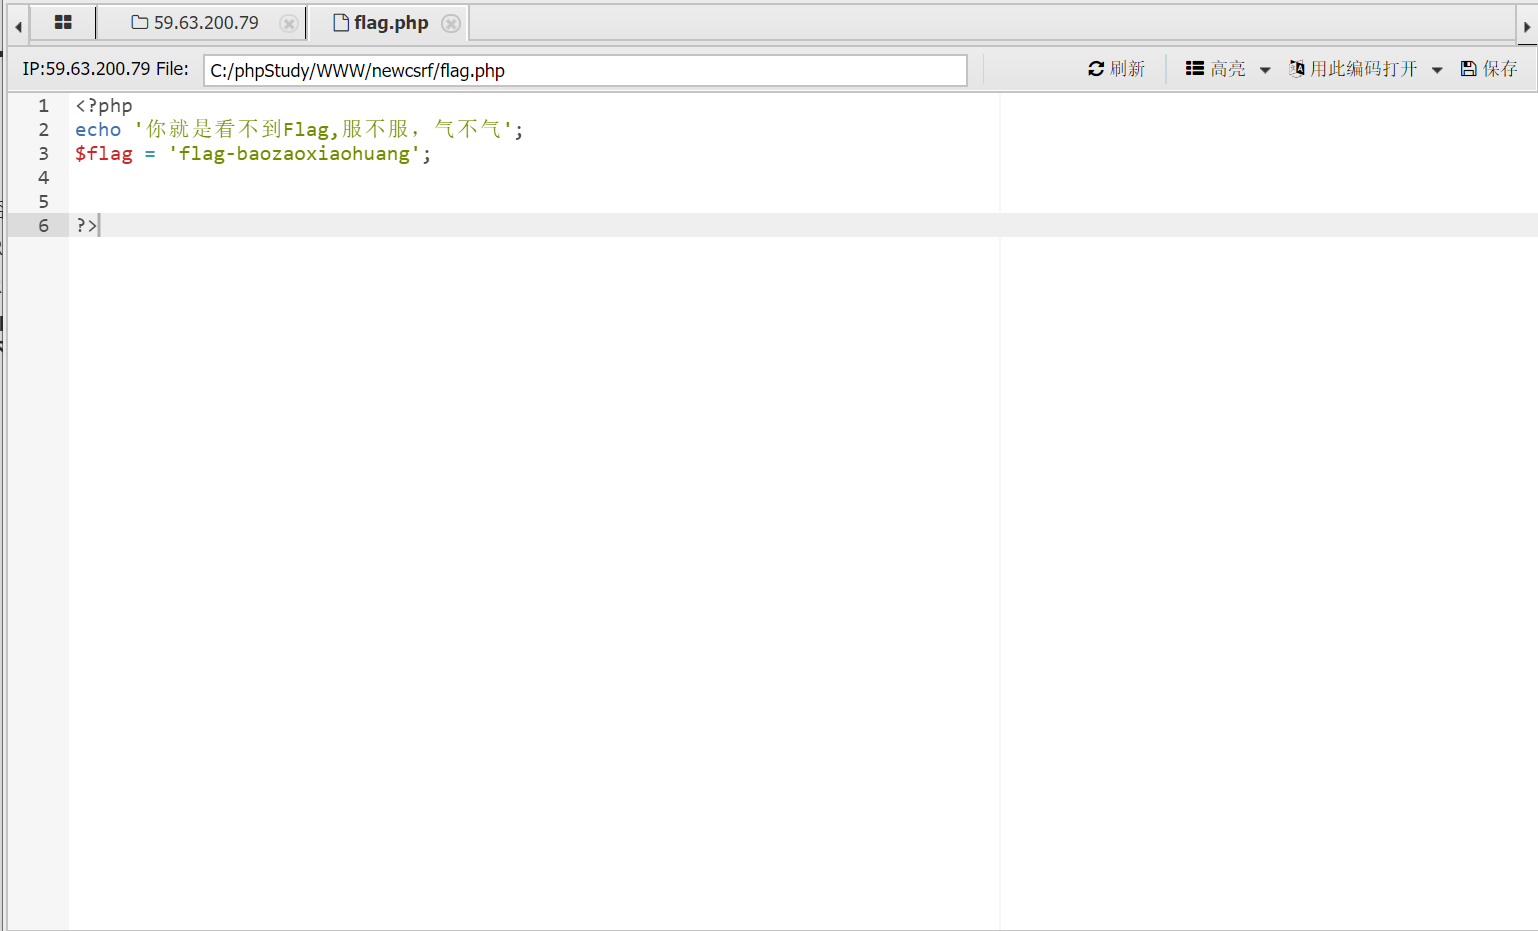 59.63.200.79 flag.php
IP:59.63.200.79 File: C:/phpStudy/WWW/newcsrf/flag.php 刷新 高亮 用此编码打开 保存
1 <?php
2 echo '你就是看不到Flag,服不服，气不气';
3 $flag = 'flag-baozaoxiaohuang';
4
5
6 ?>